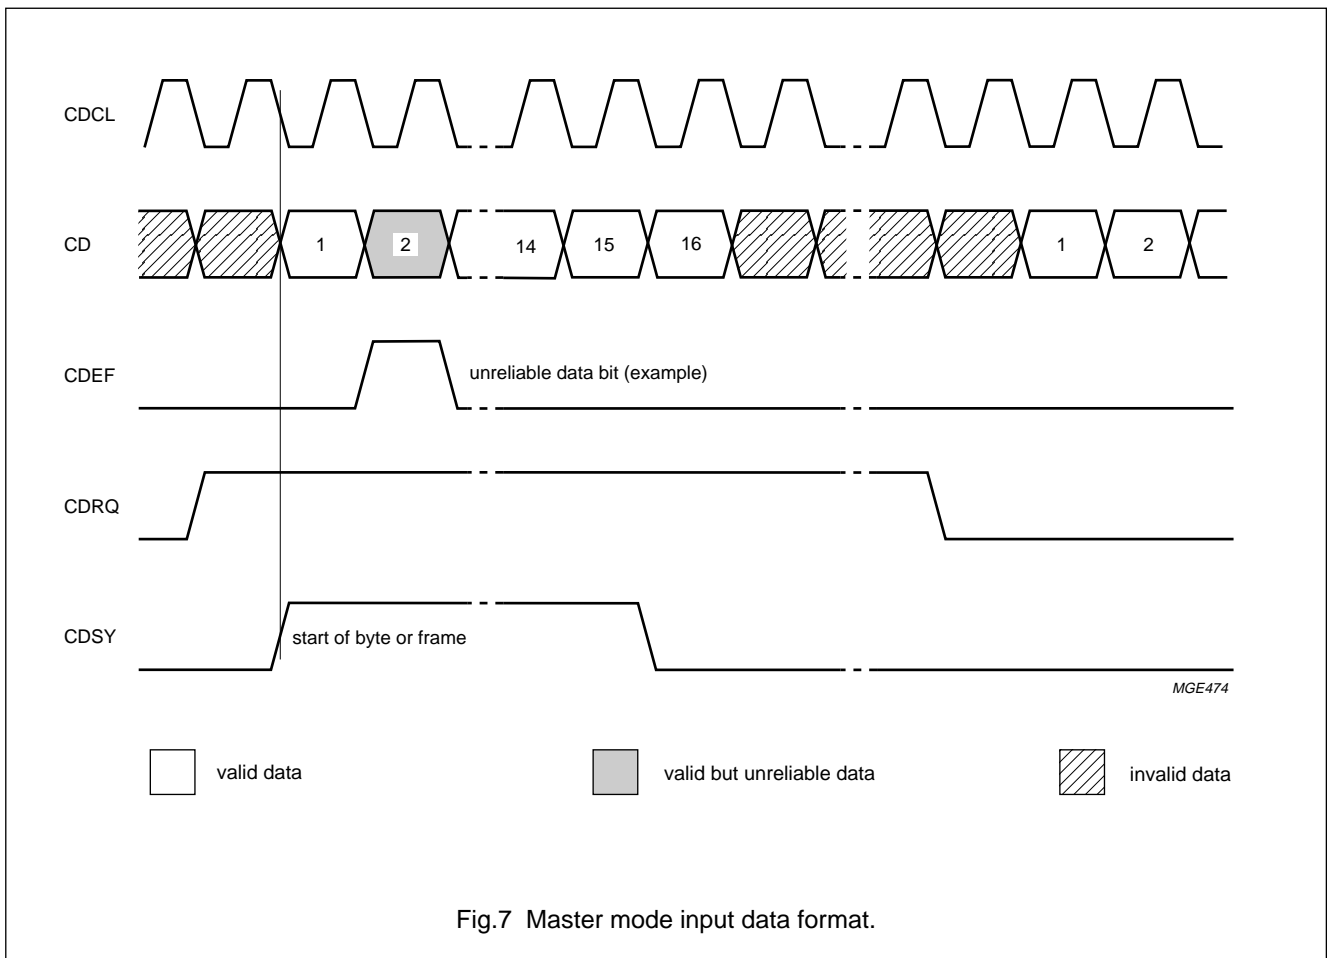 CDCL
CD
1
2
14
15
16
1
2
CDEF
unreliable data bit (example)
CDRQ
CDSY
start of byte or frame
MGE474
valid data
valid but unreliable data
invalid data
Fig.7 Master mode input data format.